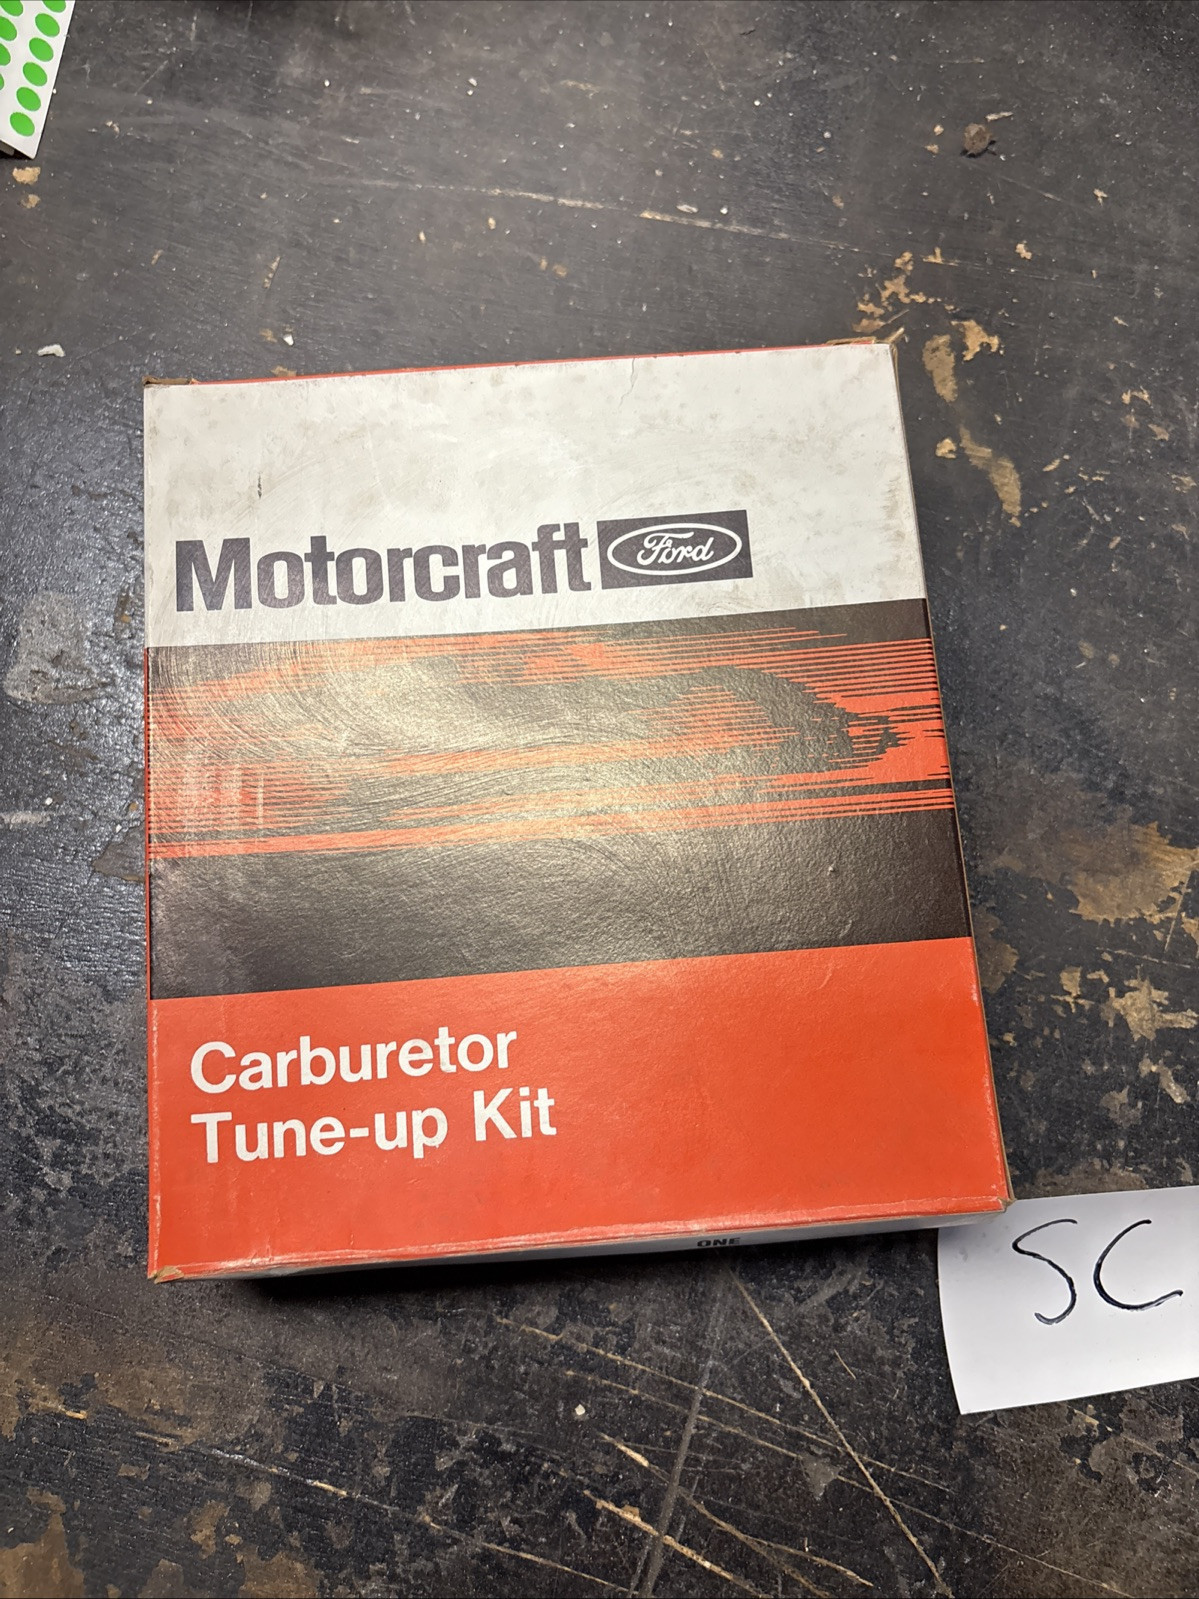 Motorcraft Ford
Carburetor
Tune-up Kit
ONE
SC